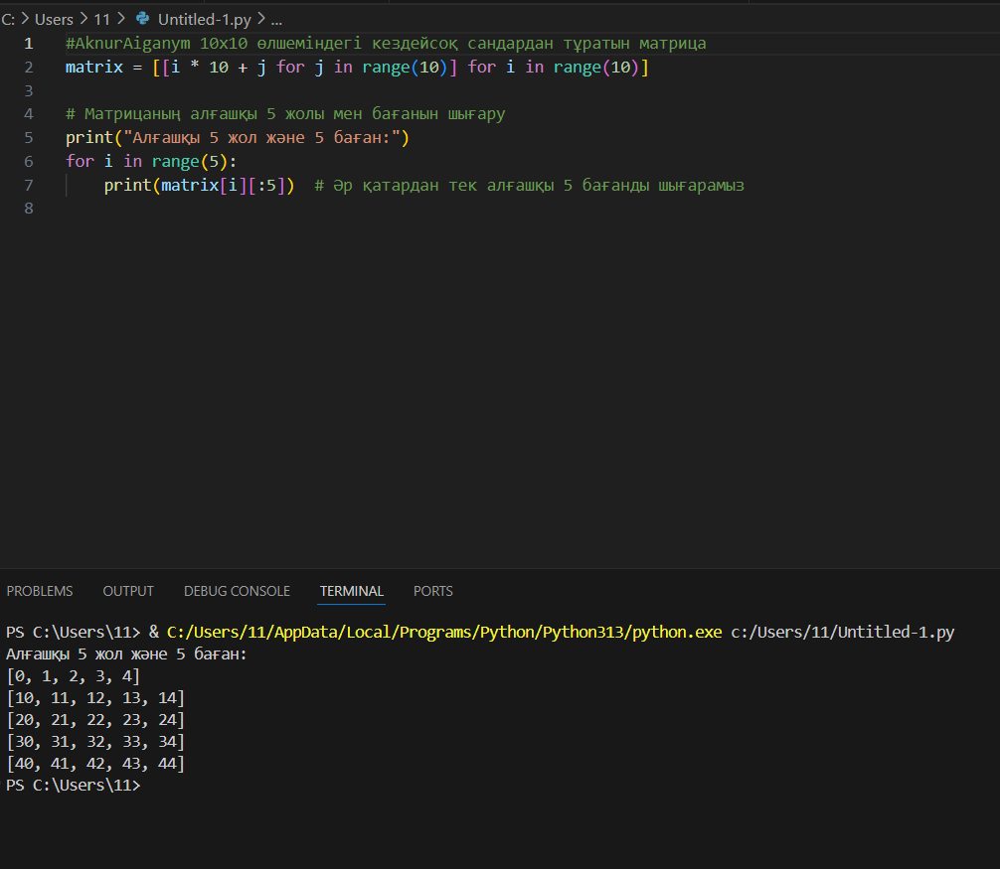 C: > Users > 11 > Untitled-1.py > ...
1 #AknurAiganym 10x10 өлшеміндегі кездейсоқ сандардан тұратын матрица
2 matrix = [[i * 10 + j for j in range(10)] for i in range(10)]
3
4 # Матрицаның алғашқы 5 жолы мен бағанын шығару
5 print("Алғашқы 5 жол және 5 баған:")
6 for i in range(5):
7     print(matrix[i][:5])  # Әр қатардан тек алғашқы 5 бағанды шығарамыз
8
PROBLEMS OUTPUT DEBUG CONSOLE TERMINAL PORTS
PS C:\Users\11> & C:/Users/11/AppData/Local/Programs/Python/Python313/python.exe c:/Users/11/Untitled-1.py
Алғашқы 5 жол және 5 баған:
[0, 1, 2, 3, 4]
[10, 11, 12, 13, 14]
[20, 21, 22, 23, 24]
[30, 31, 32, 33, 34]
[40, 41, 42, 43, 44]
PS C:\Users\11>